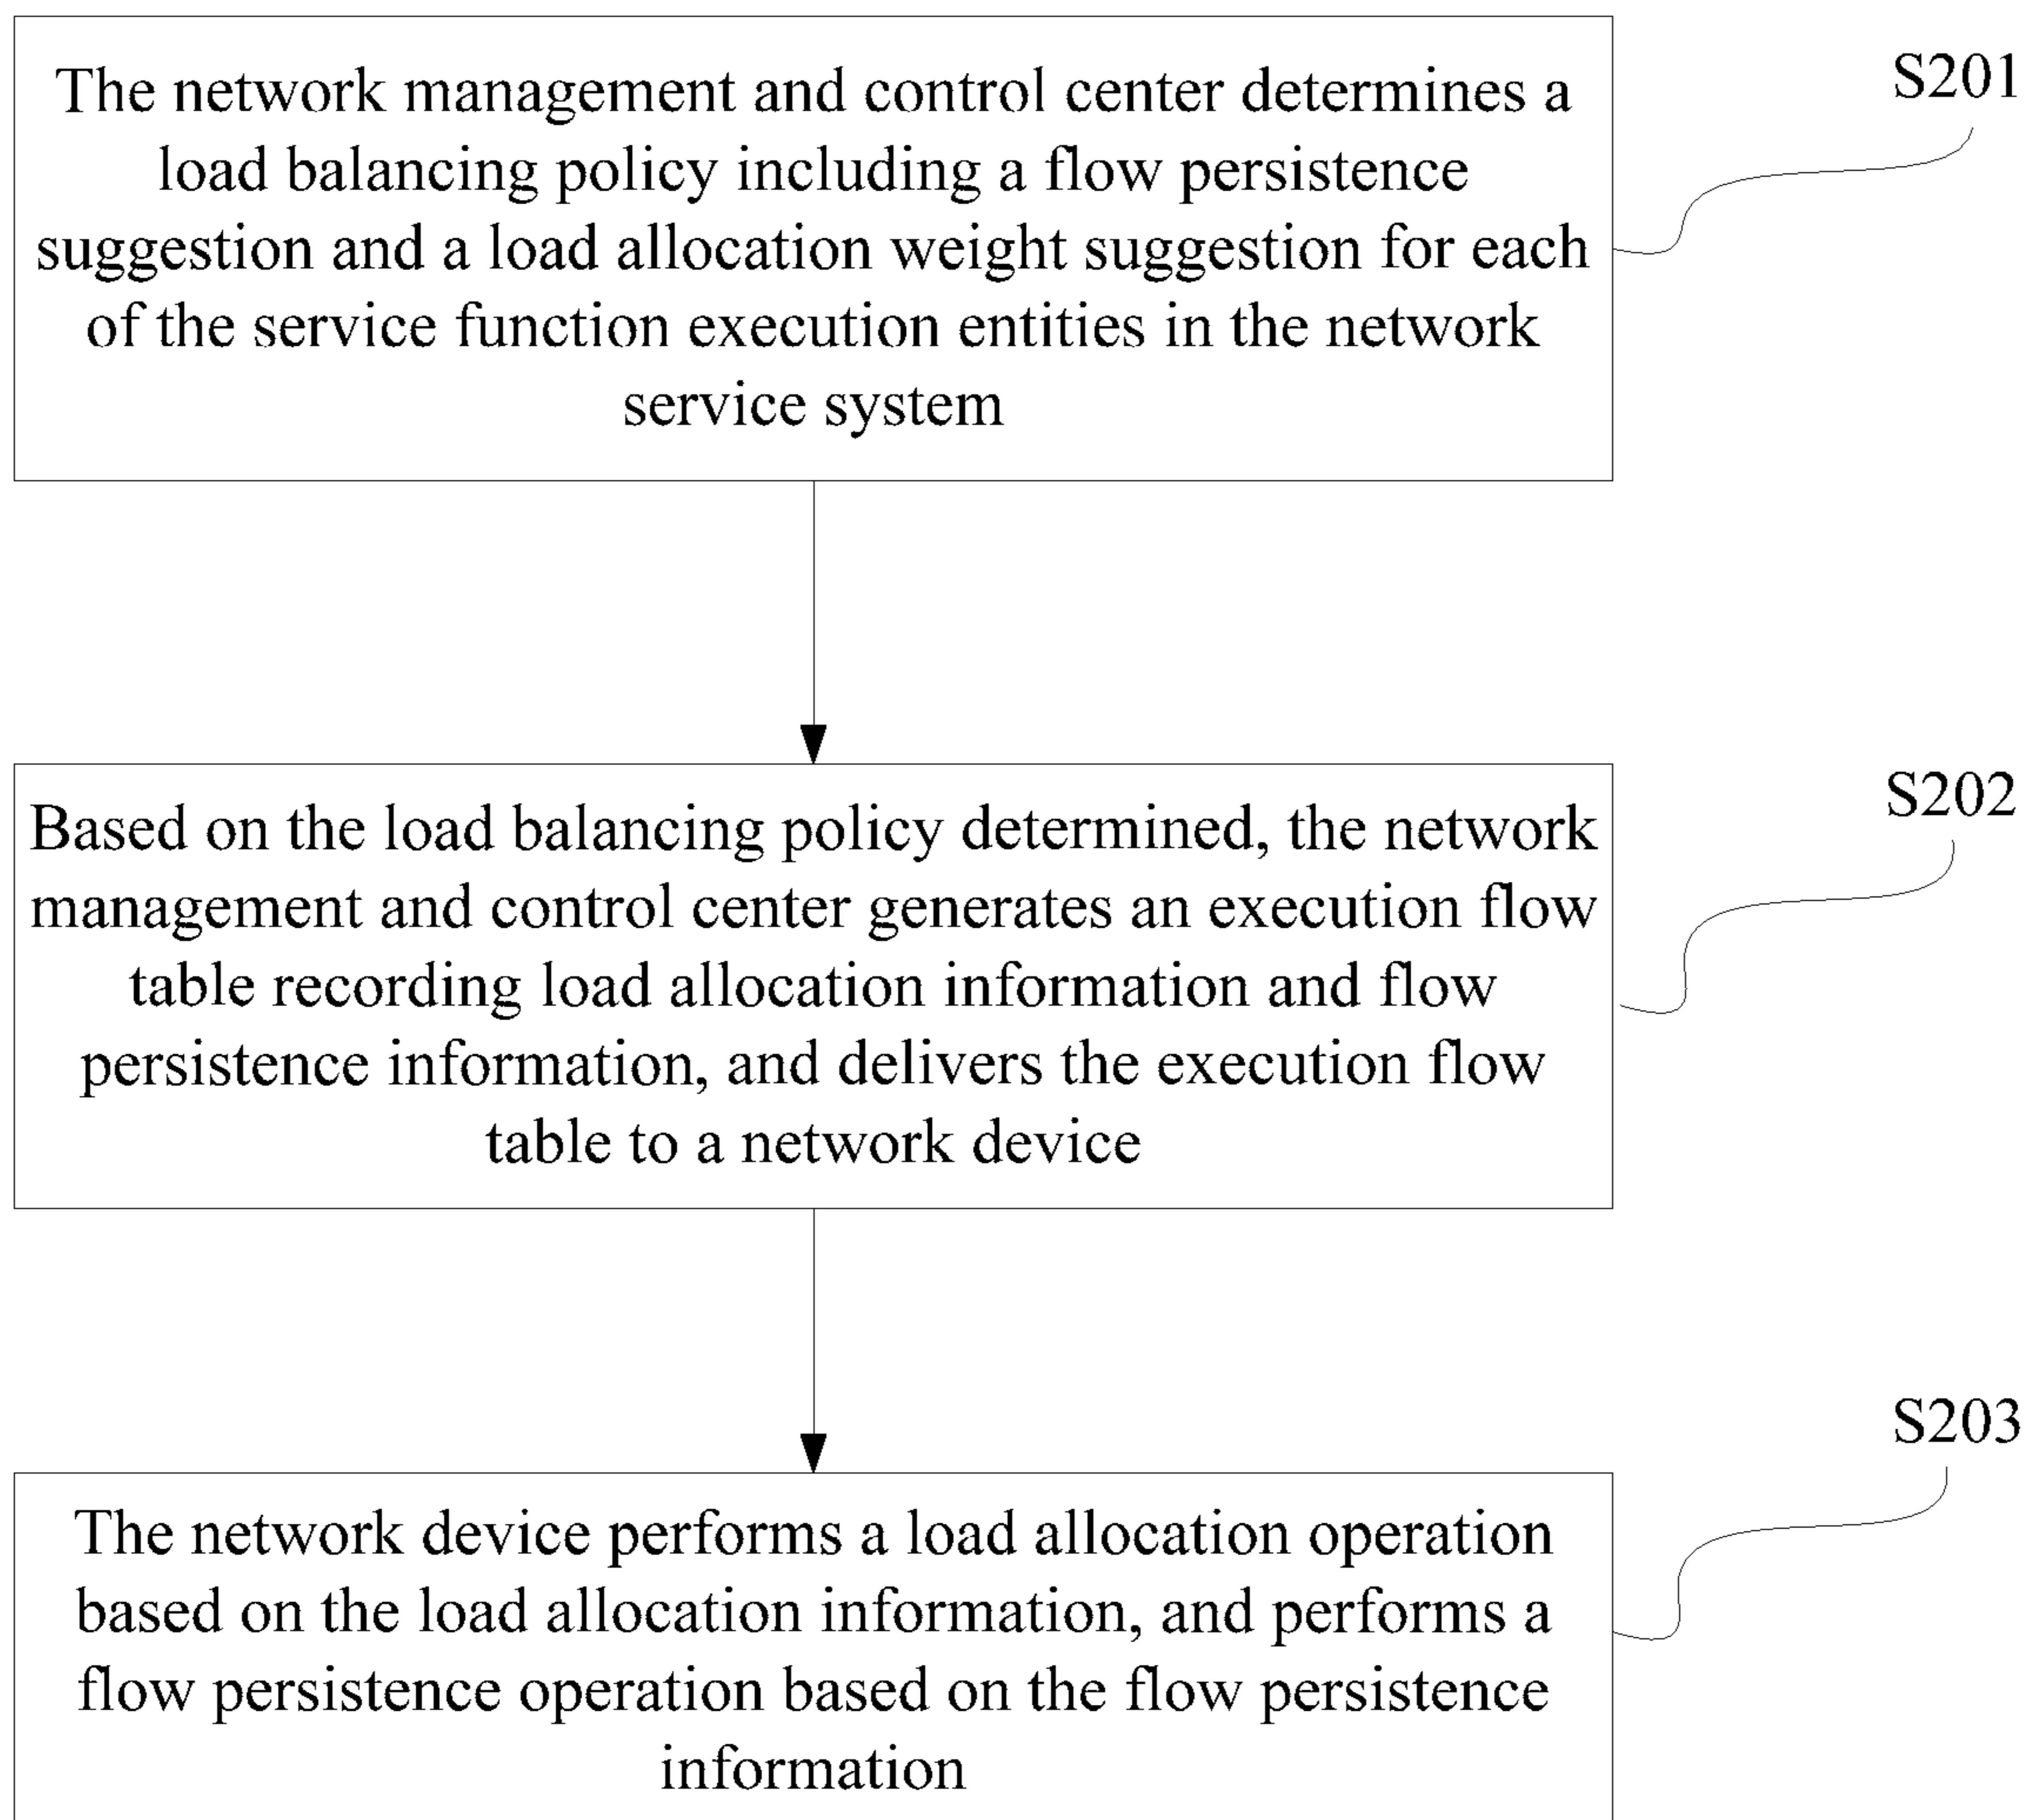 The network management and control center determines a
load balancing policy including a flow persistence
suggestion and a load allocation weight suggestion for each
of the service function execution entities in the network
service system
S201
Based on the load balancing policy determined, the network
management and control center generates an execution flow
table recording load allocation information and flow
persistence information, and delivers the execution flow
table to a network device
S202
The network device performs a load allocation operation
based on the load allocation information, and performs a
flow persistence operation based on the flow persistence
information
S203